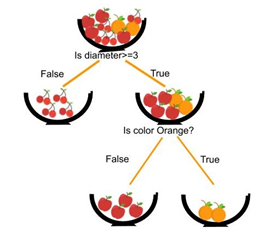 Is diameter>=3
False
True
Is color Orange?
False
True